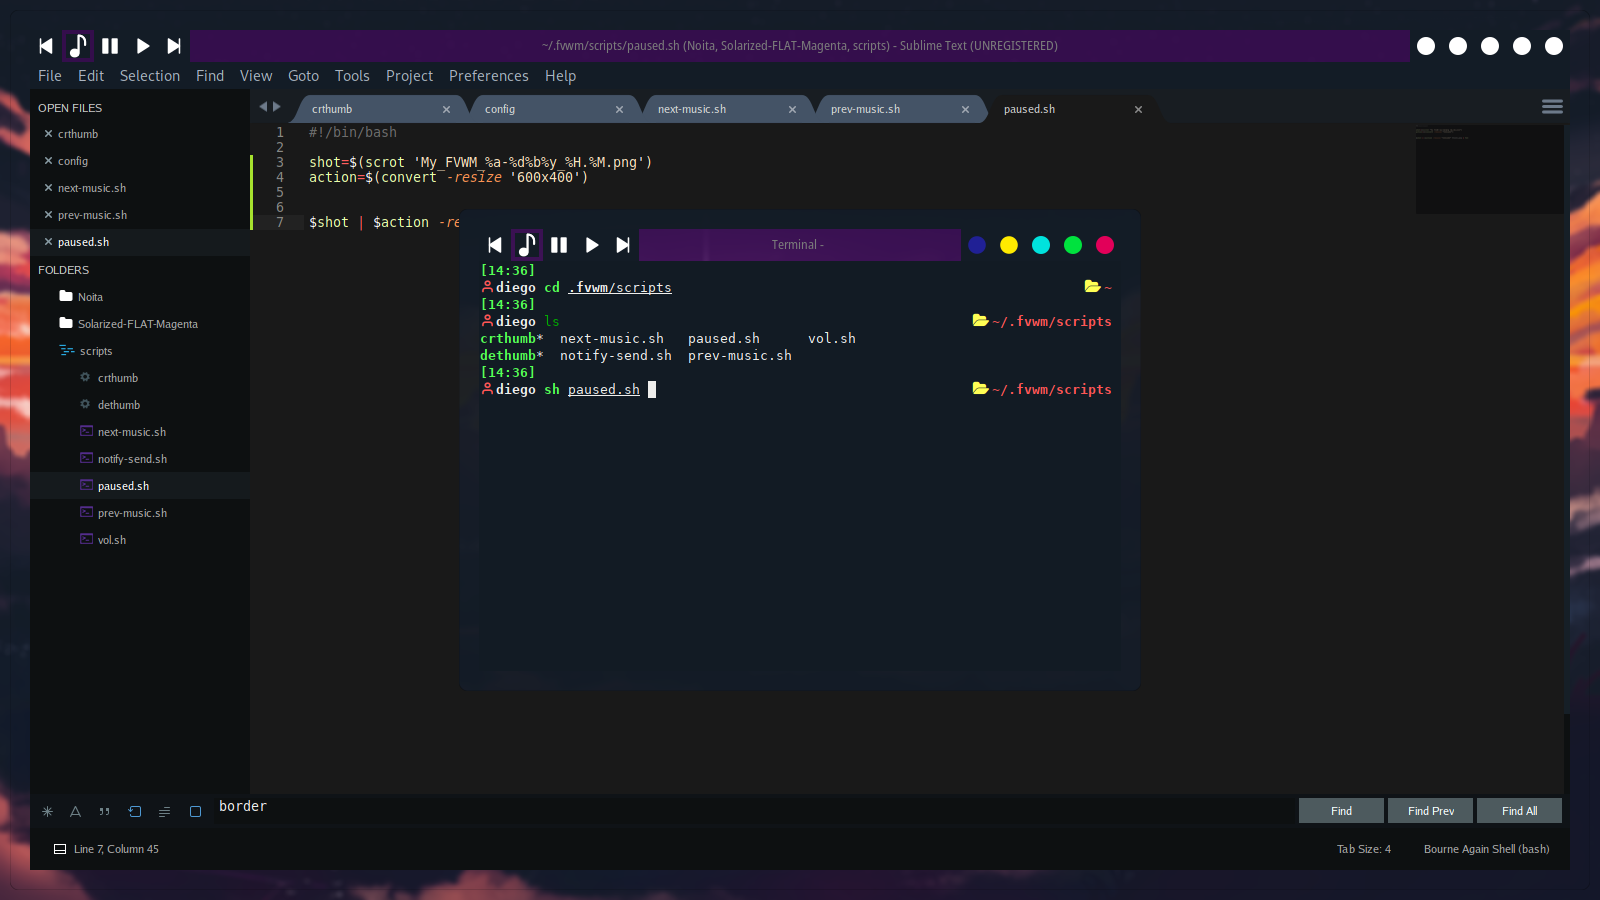 ~/.fvwm/scripts/paused.sh (Noita, Solarized-FLAT-Magenta, scripts) - Sublime Text (UNREGISTERED)
File Edit Selection Find View Goto Tools Project Preferences Help
OPEN FILES
crthumb
config
next-music.sh
prev-music.sh
paused.sh
FOLDERS
Noita
Solarized-FLAT-Magenta
scripts
crthumb
dethumb
next-music.sh
notify-send.sh
paused.sh
prev-music.sh
vol.sh
crthumb config next-music.sh prev-music.sh paused.sh
1 #!/bin/bash
2
3 shot=$(scrot 'My_FVWM_%a-%d%b%y_%H.%M.png')
4 action=$(convert -resize '600x400')
5
6
7 $shot | $action -re
Terminal -
[14:36]
diego cd .fvwm/scripts ~
[14:36]
diego ls ~/.fvwm/scripts
crthumb* next-music.sh paused.sh vol.sh
dethumb* notify-send.sh prev-music.sh
[14:36]
diego sh paused.sh ~/.fvwm/scripts
border
Find Find Prev Find All
Line 7, Column 45
Tab Size: 4 Bourne Again Shell (bash)